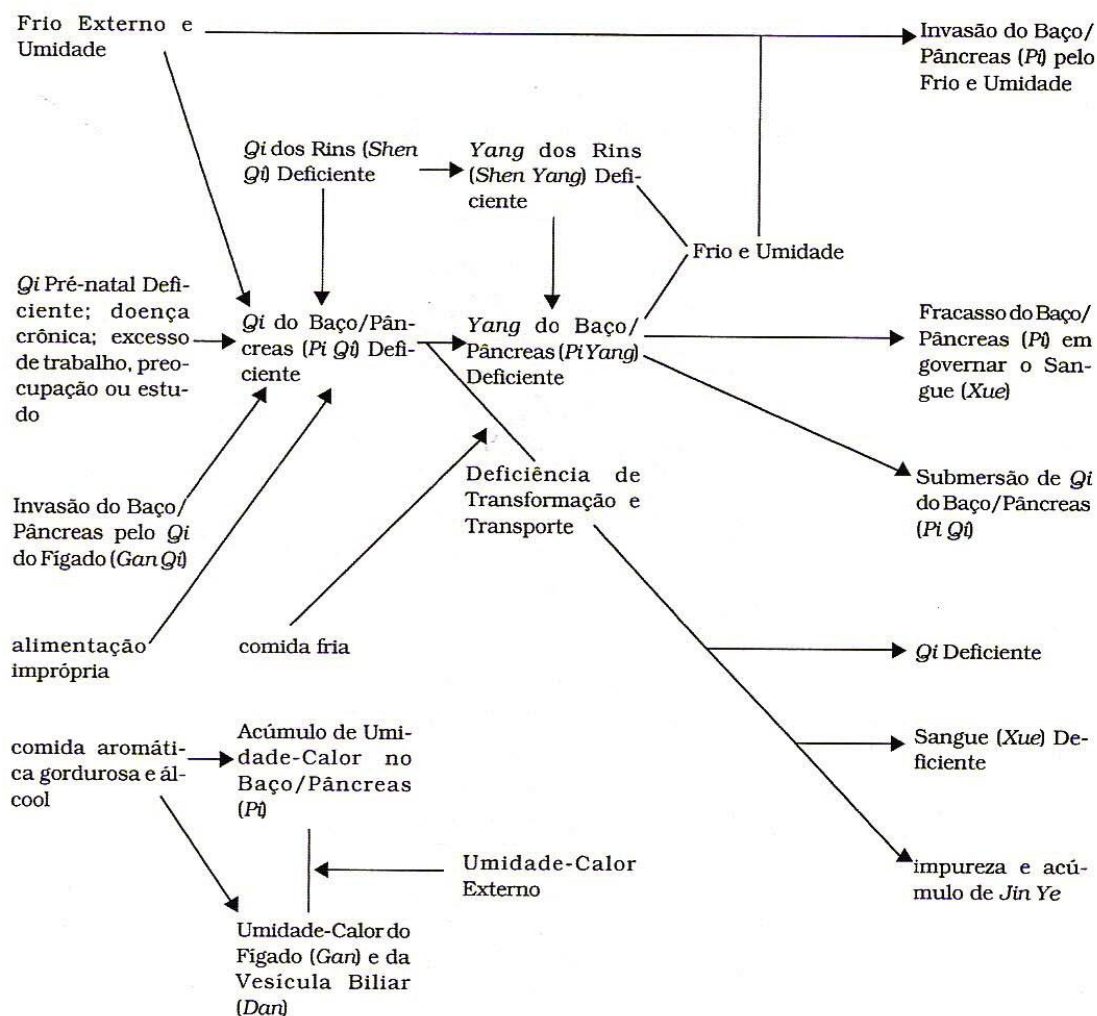 Frio Externo e
Umidade
Invasão do Baço/
Pâncreas (Pi) pelo
Frio e Umidade
Qi dos Rins (Shen
Qi) Deficiente
Yang dos Rins
(Shen Yang) Defi-
ciente
Frio e Umidade
Qi Pré-natal Defi-
ciente; doença
crônica; excesso
de trabalho, preo-
cupação ou estu-
do
Qi do Baço/Pân-
creas (Pi Qi) Defi-
ciente
Yang do Baço/
Pâncreas (Pi Yang)
Deficiente
Fracasso do Baço/
Pâncreas (Pi) em
governar o San-
gue (Xue)
Deficiência de
Transformação e
Transporte
Submersão de Qi
do Baço/Pâncreas
(Pi Qi)
Invasão do Baço/
Pâncreas pelo Qi
do Fígado (Gan Qi)
alimentação
imprópria
comida fria
Qi Deficiente
comida aromáti-
ca gordurosa e ál-
cool
Acúmulo de Umi-
dade-Calor no
Baço/Pâncreas
(Pi)
Sangue (Xue) De-
ficiente
Umidade-Calor
Externo
impureza e acú-
mulo de Jin Ye
Umidade-Calor do
Fígado (Gan) e da
Vesícula Biliar
(Dan)